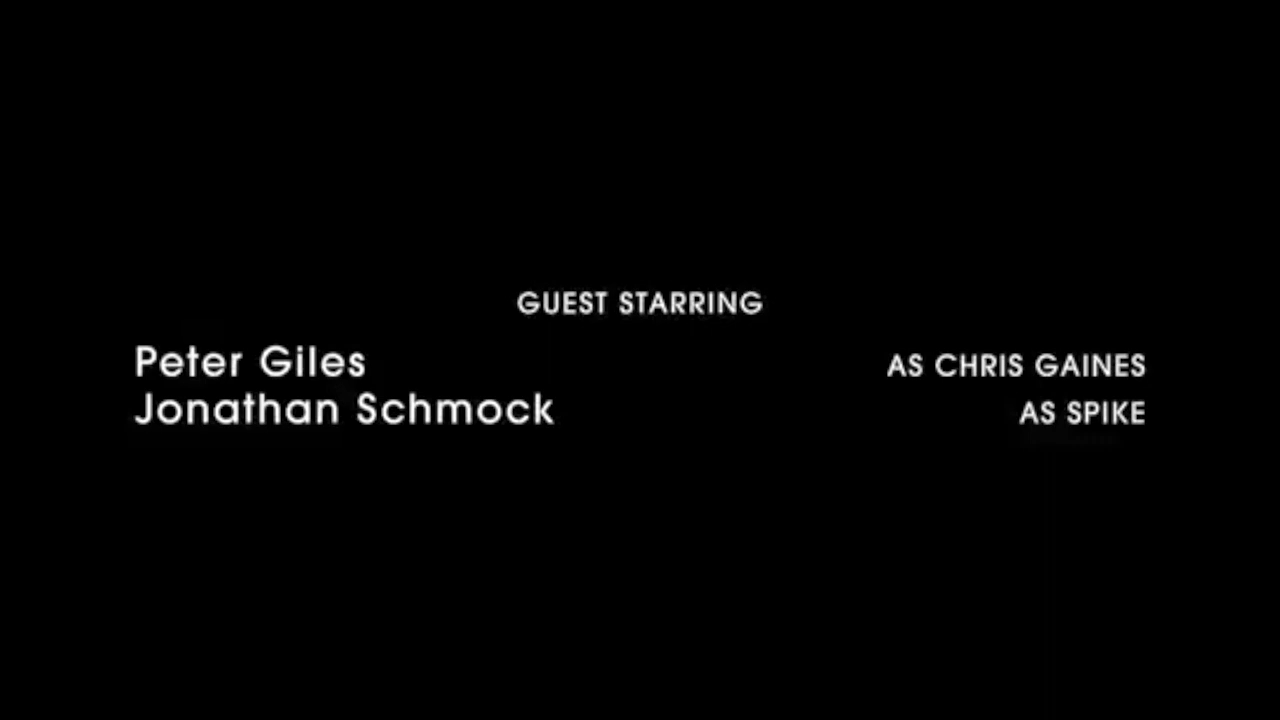 GUEST STARRING
Peter Giles AS CHRIS GAINES
Jonathan Schmock AS SPIKE